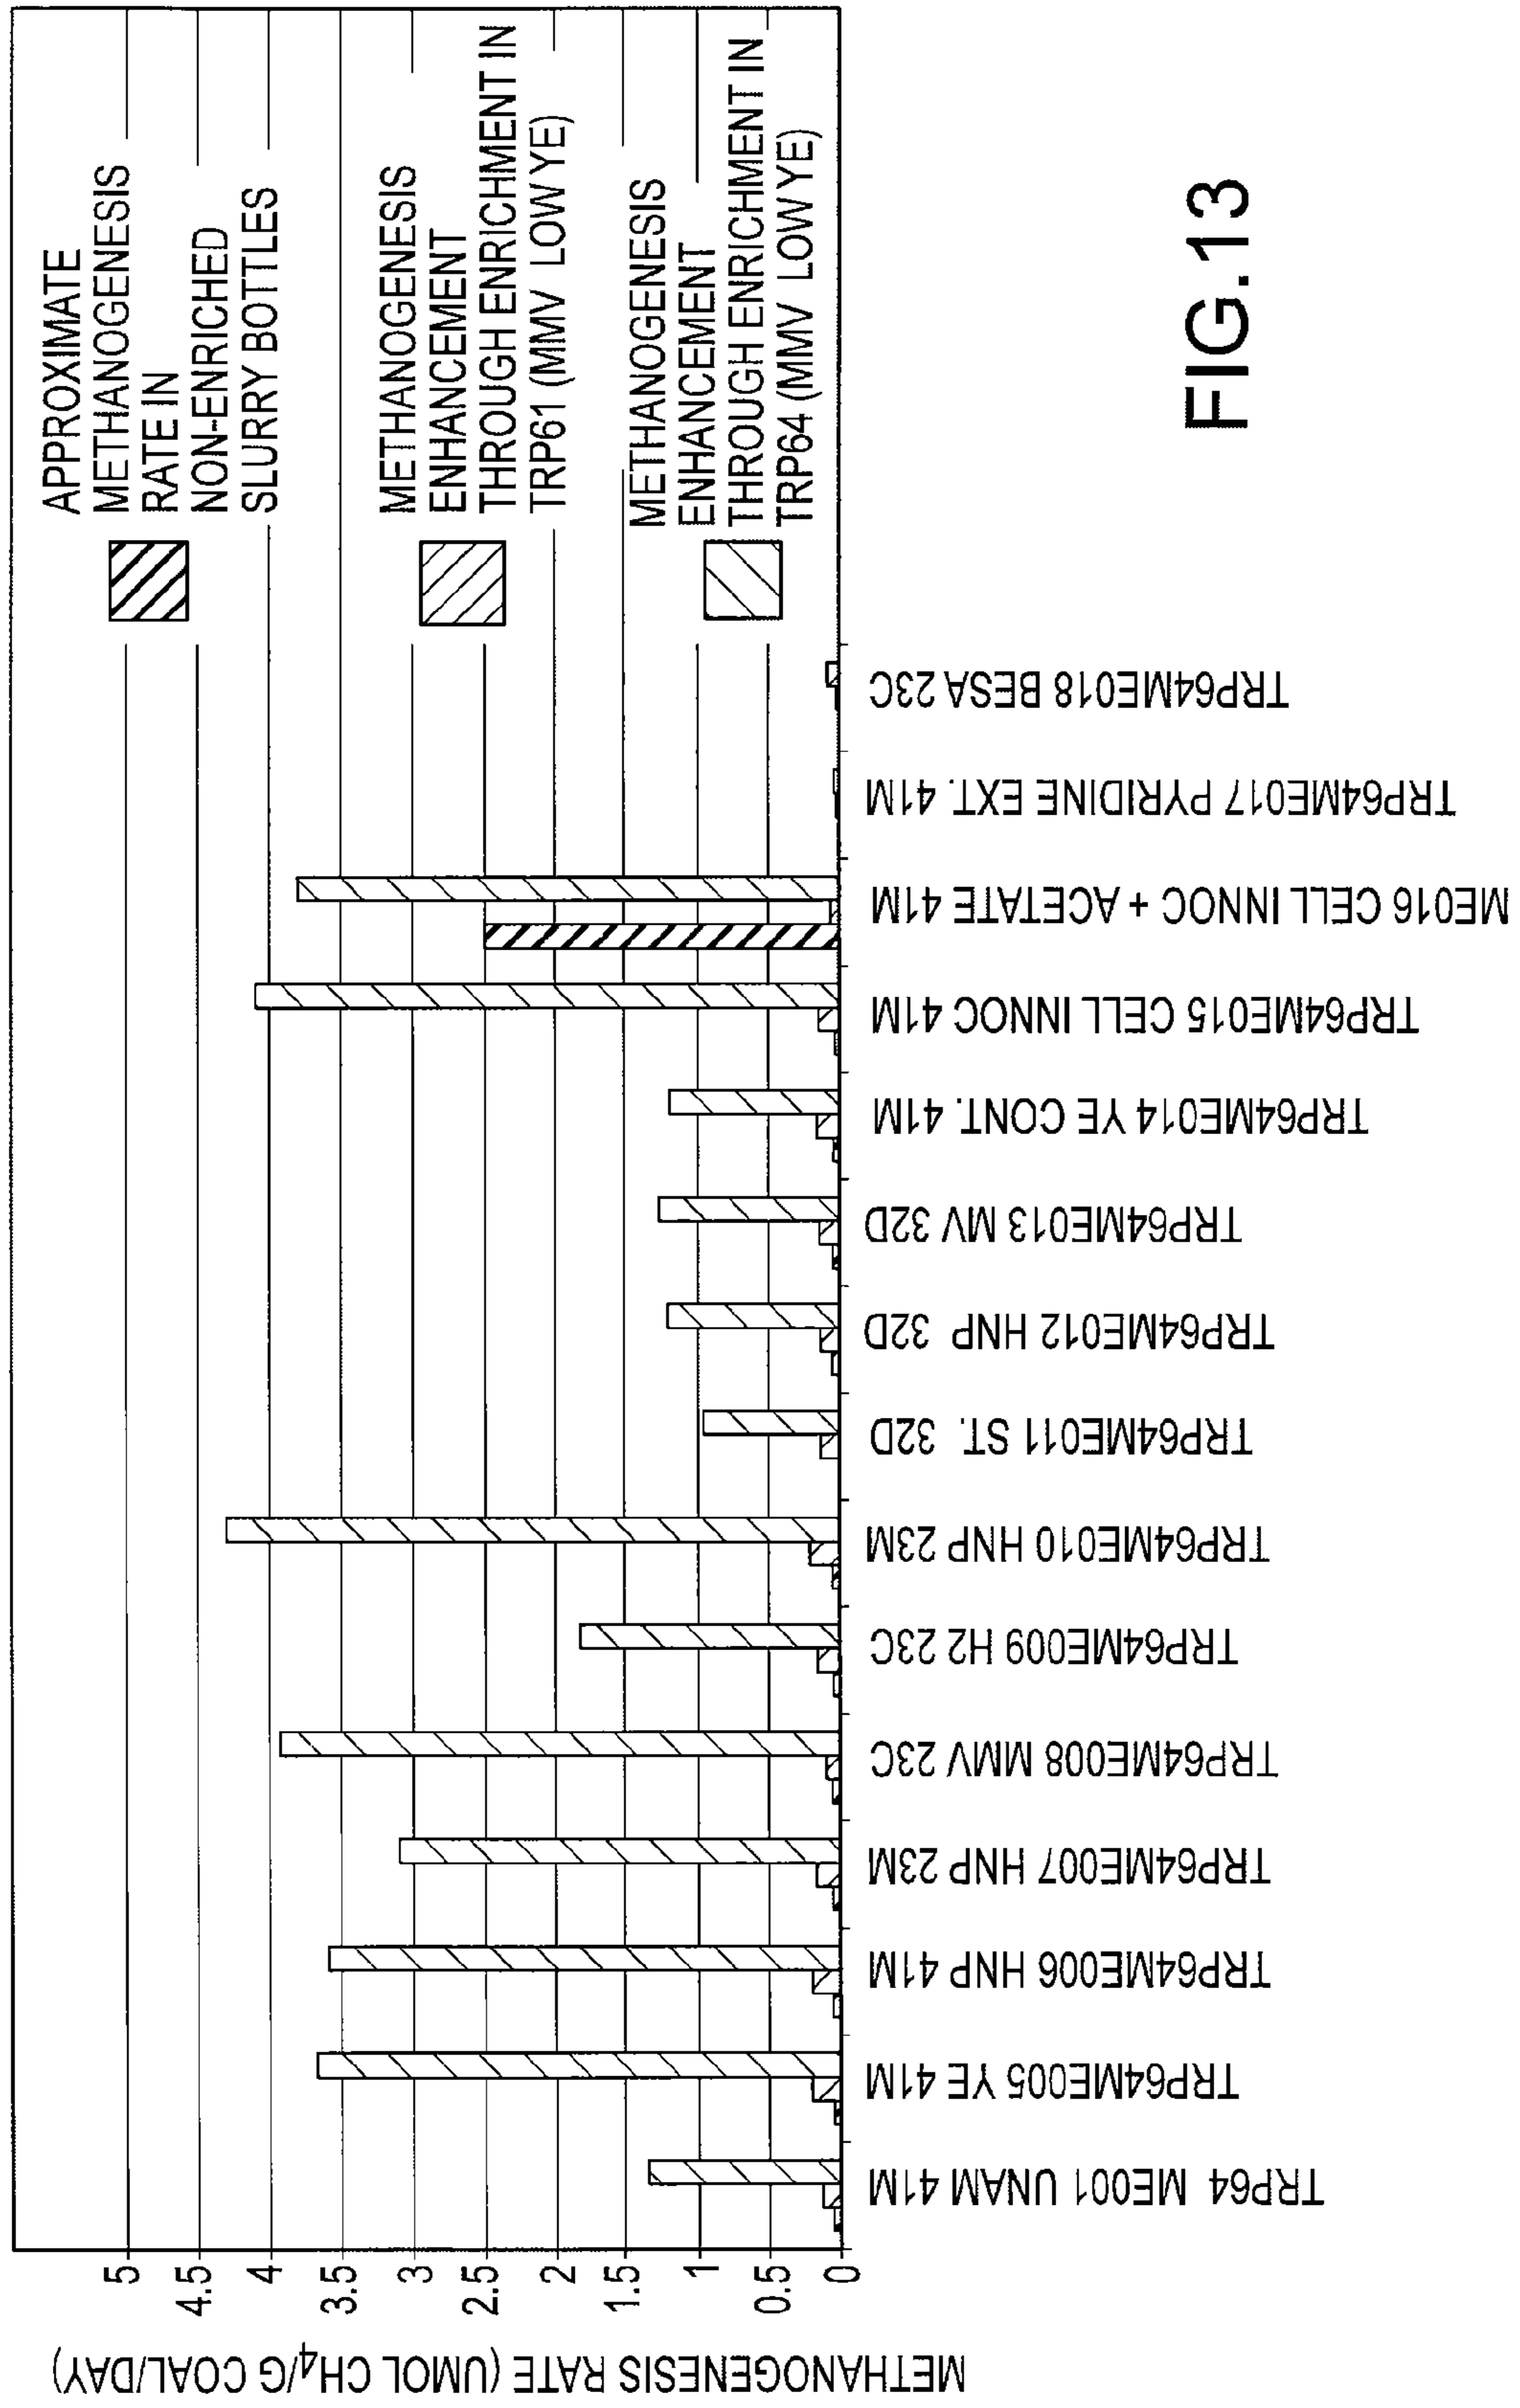 METHANOGENESIS RATE (UMOL CH4/G COAL/DAY)
5
4.5
4
3.5
3
2.5
2
1.5
1
0.5
0
APPROXIMATE
METHANOGENESIS
RATE IN
NON-ENRICHED
SLURRY BOTTLES
METHANOGENESIS
ENHANCEMENT
THROUGH ENRICHMENT IN
TRP61 (MMV LOW YE)
METHANOGENESIS
ENHANCEMENT
THROUGH ENRICHMENT IN
TRP64 (MMV LOW YE)
TRP64 ME001 UNAM 41M
TRP64ME005 YE 41M
TRP64ME006 HNP 41M
TRP64ME007 HNP 23M
TRP64ME008 MMV 23C
TRP64ME009 H2 23C
TRP64ME010 HNP 23M
TRP64ME011 ST. 32D
TRP64ME012 HNP 32D
TRP64ME013 MV 32D
TRP64ME014 YE CONT. 41M
TRP64ME015 CELL INNOC 41M
ME016 CELL INNOC + ACETATE 41M
TRP64ME017 PYRIDINE EXT. 41M
TRP64ME018 BESA 23C
FIG.13